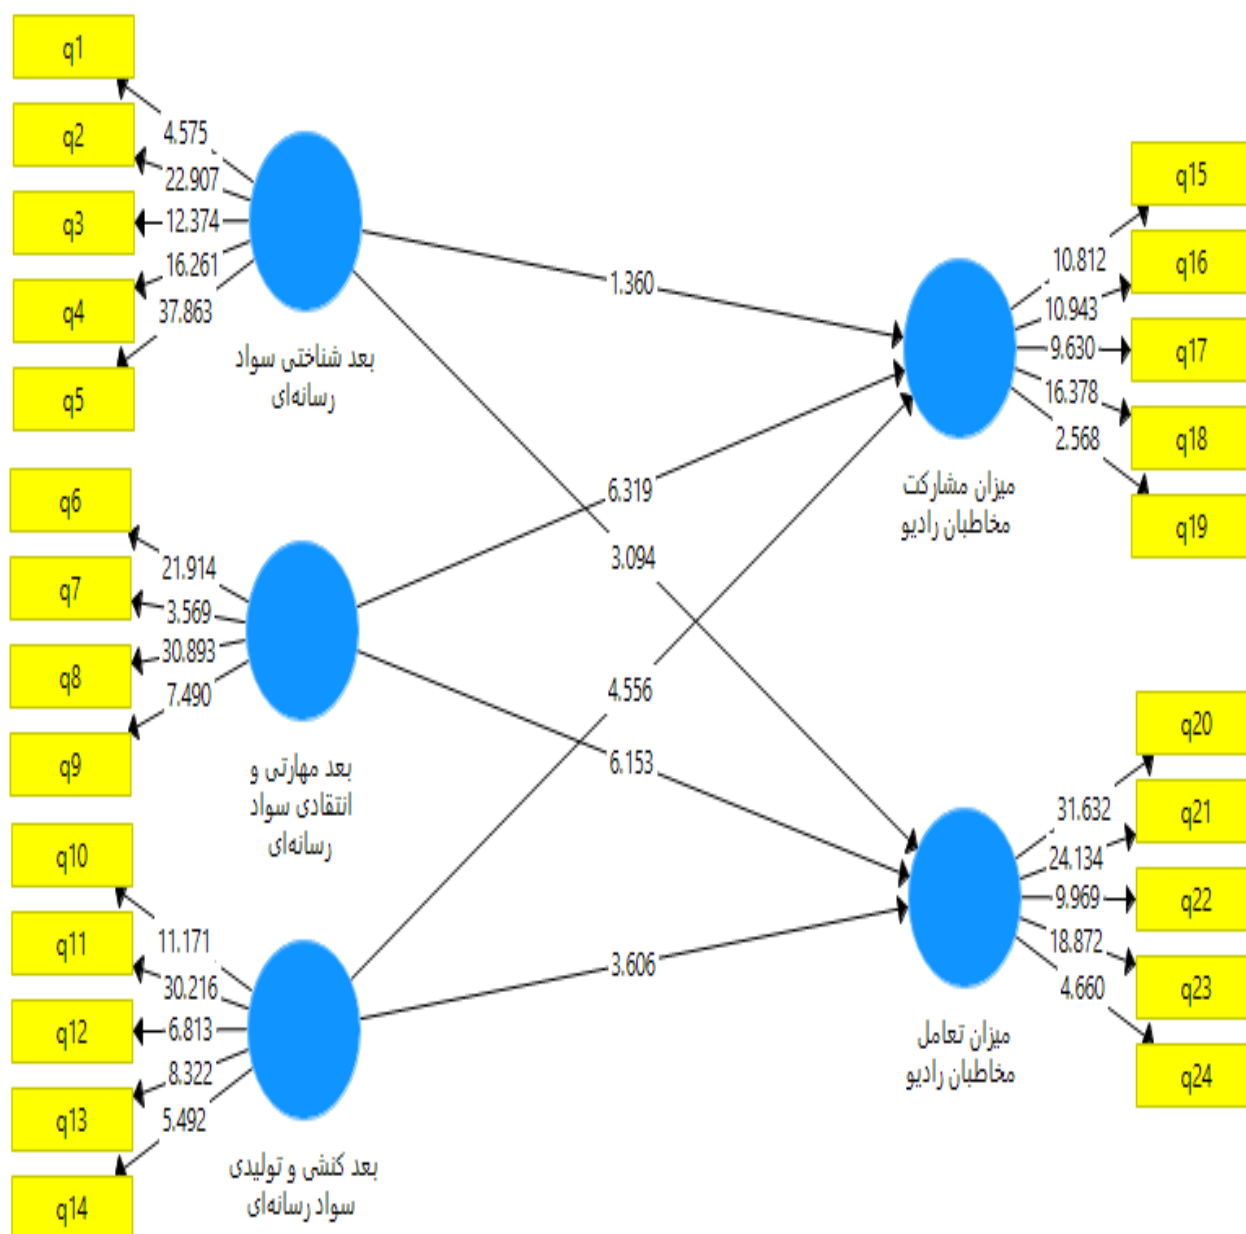 q1
q2
q3
q4
q5
4.575
22.907
12.374
16.261
37.863
بعد شناختی سواد
رسانه‌ای
q6
q7
q8
q9
21.914
3.569
30.893
7.490
بعد مهارتی و
انتقادی سواد
رسانه‌ای
q10
q11
q12
q13
q14
11.171
30.216
6.813
8.322
5.492
بعد کنشی و تولیدی
سواد رسانه‌ای
1.360
6.319
3.094
4.556
6.153
3.606
q15
q16
q17
q18
q19
10.812
10.943
9.630
16.378
2.568
میزان مشارکت
مخاطبان رادیو
q20
q21
q22
q23
q24
31.632
24.134
9.969
18.872
4.660
میزان تعامل
مخاطبان رادیو